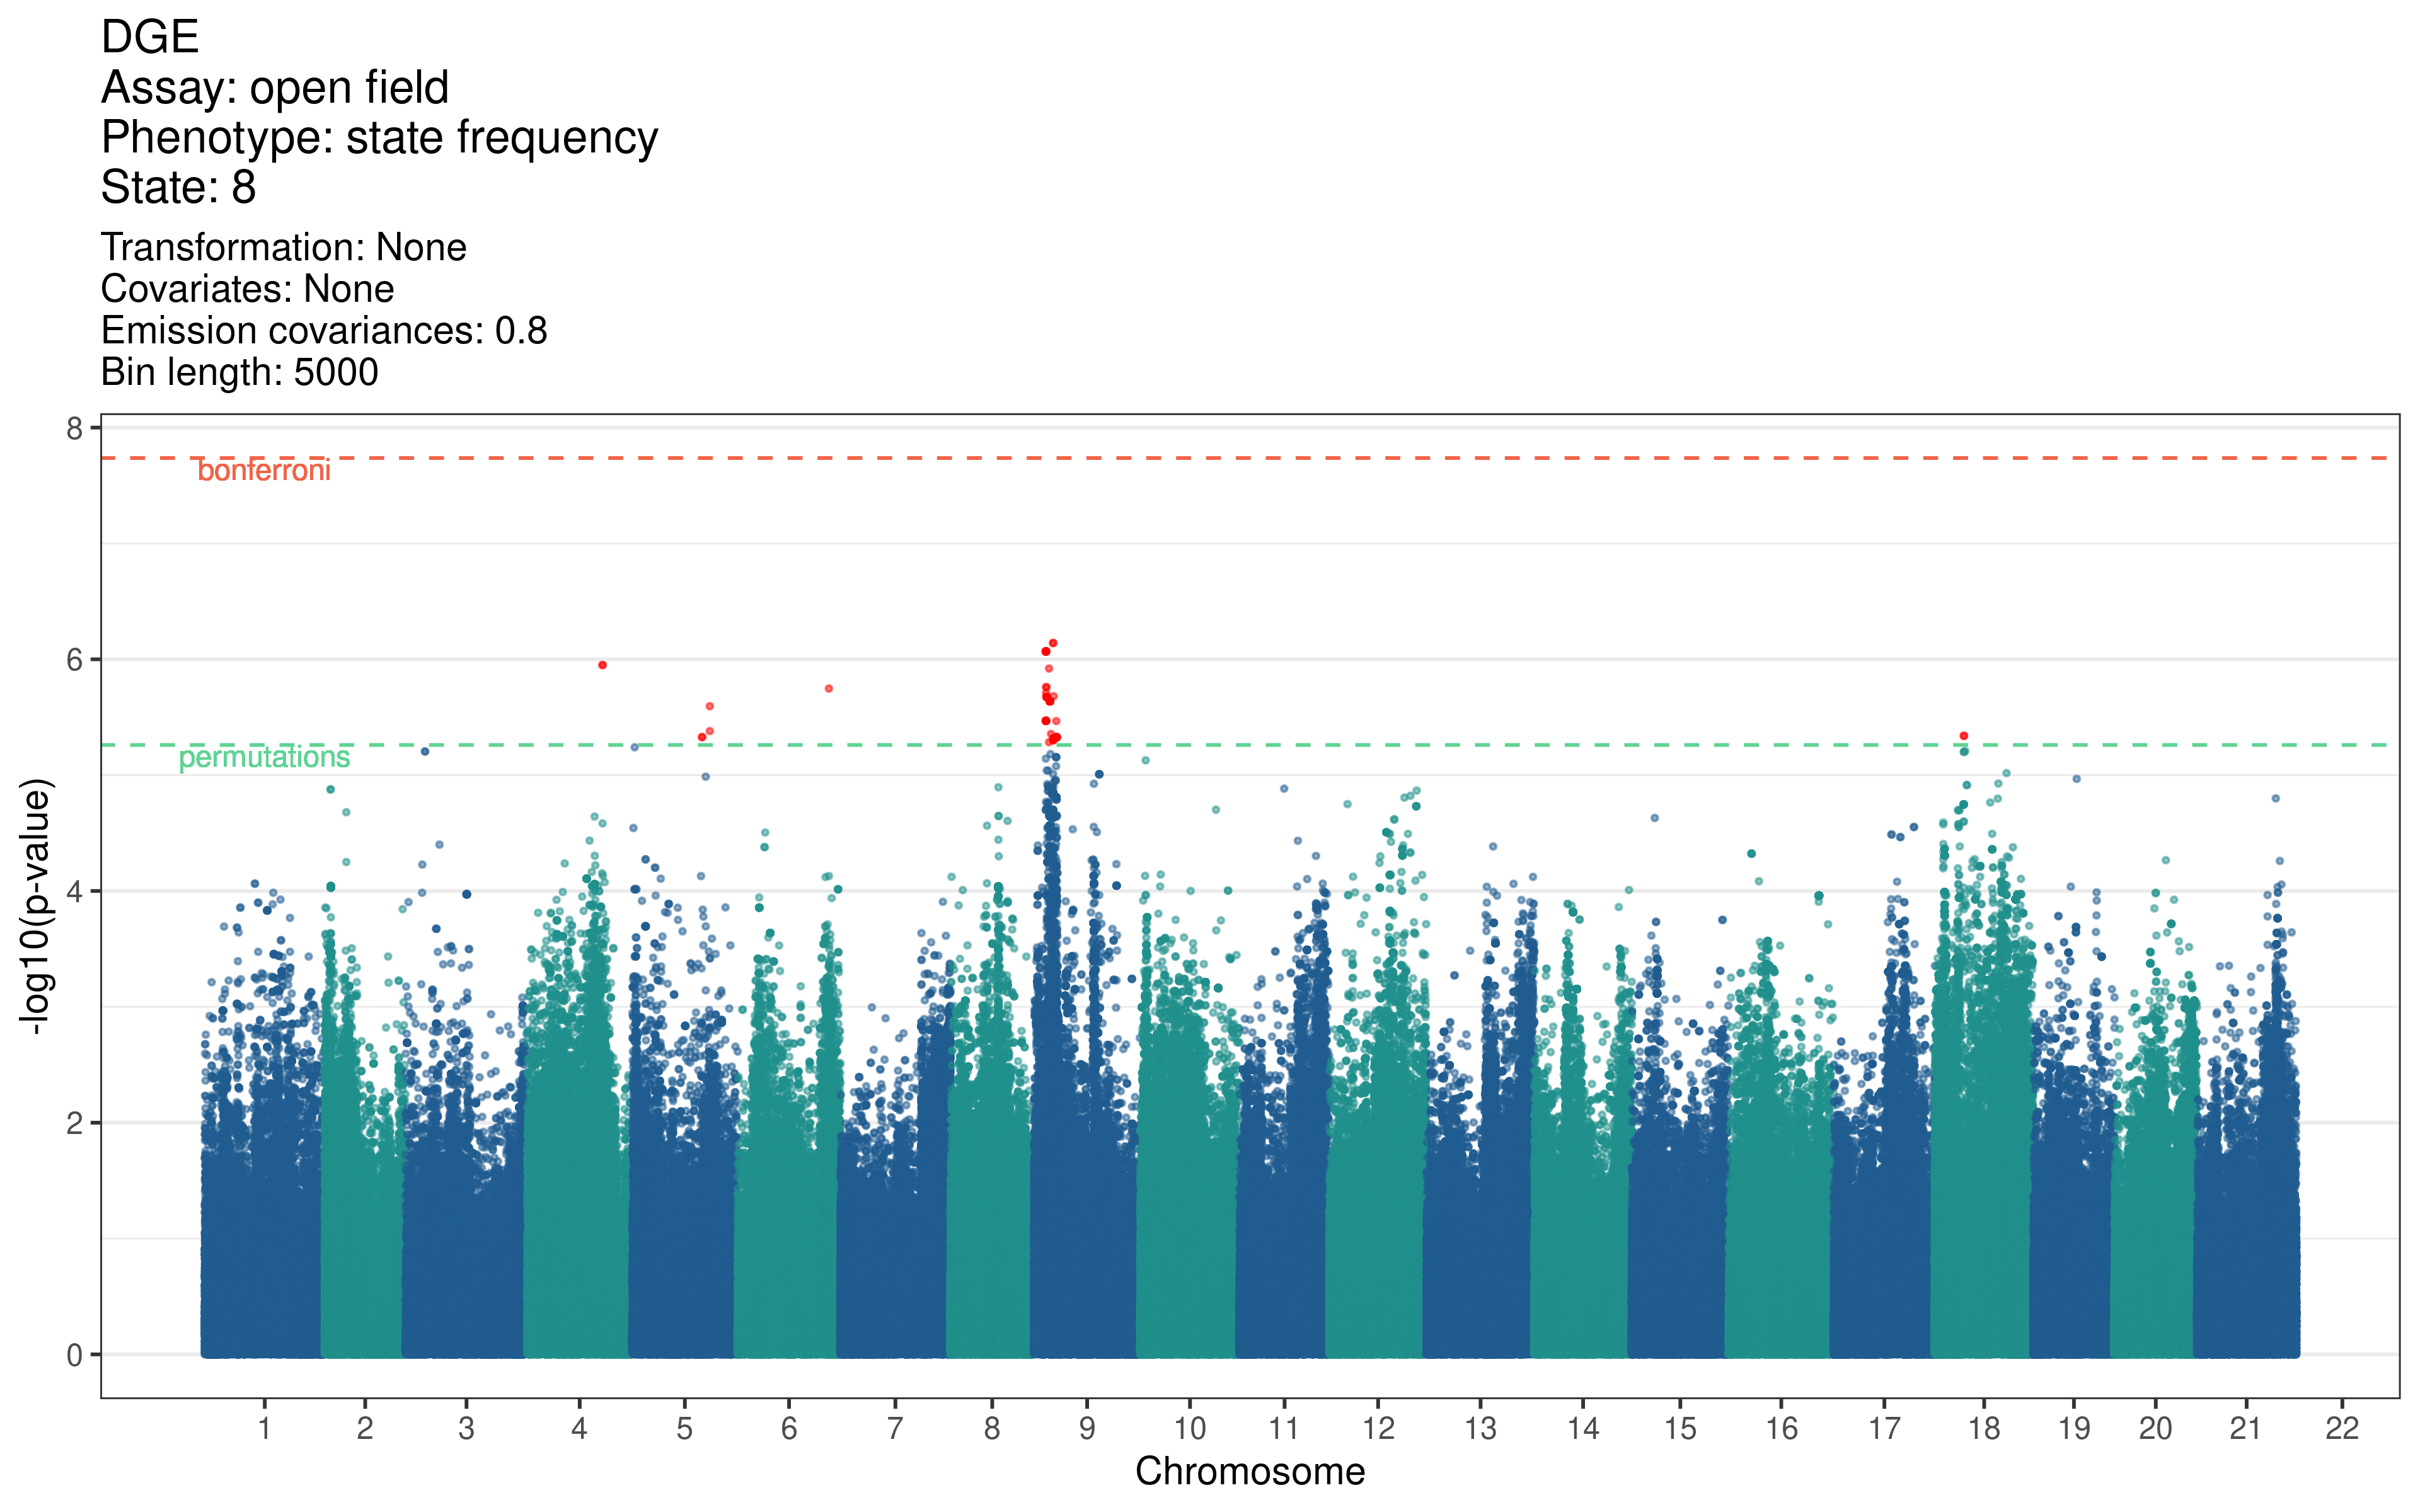 DGE
Assay: open field
Phenotype: state frequency
State: 8
Transformation: None
Covariates: None
Emission covariances: 0.8
Bin length: 5000
8
bonferroni
6
permutations
4
2
0
-log10(p-value)
1 2 3 4 5 6 7 8 9 10 11 12 13 14 15 16 17 18 19 20 21 22
Chromosome